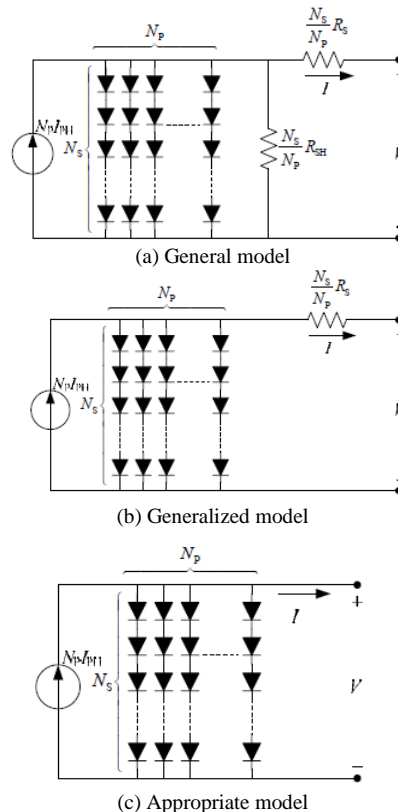 N_P
N_S/N_P R_S
I
N_P I_PH
N_S
N_S/N_P R_SH
(a) General model
N_P
N_S/N_P R_S
I
N_P I_PH
N_S
(b) Generalized model
N_P
I
+
N_P I_PH
N_S
V
−
(c) Appropriate model